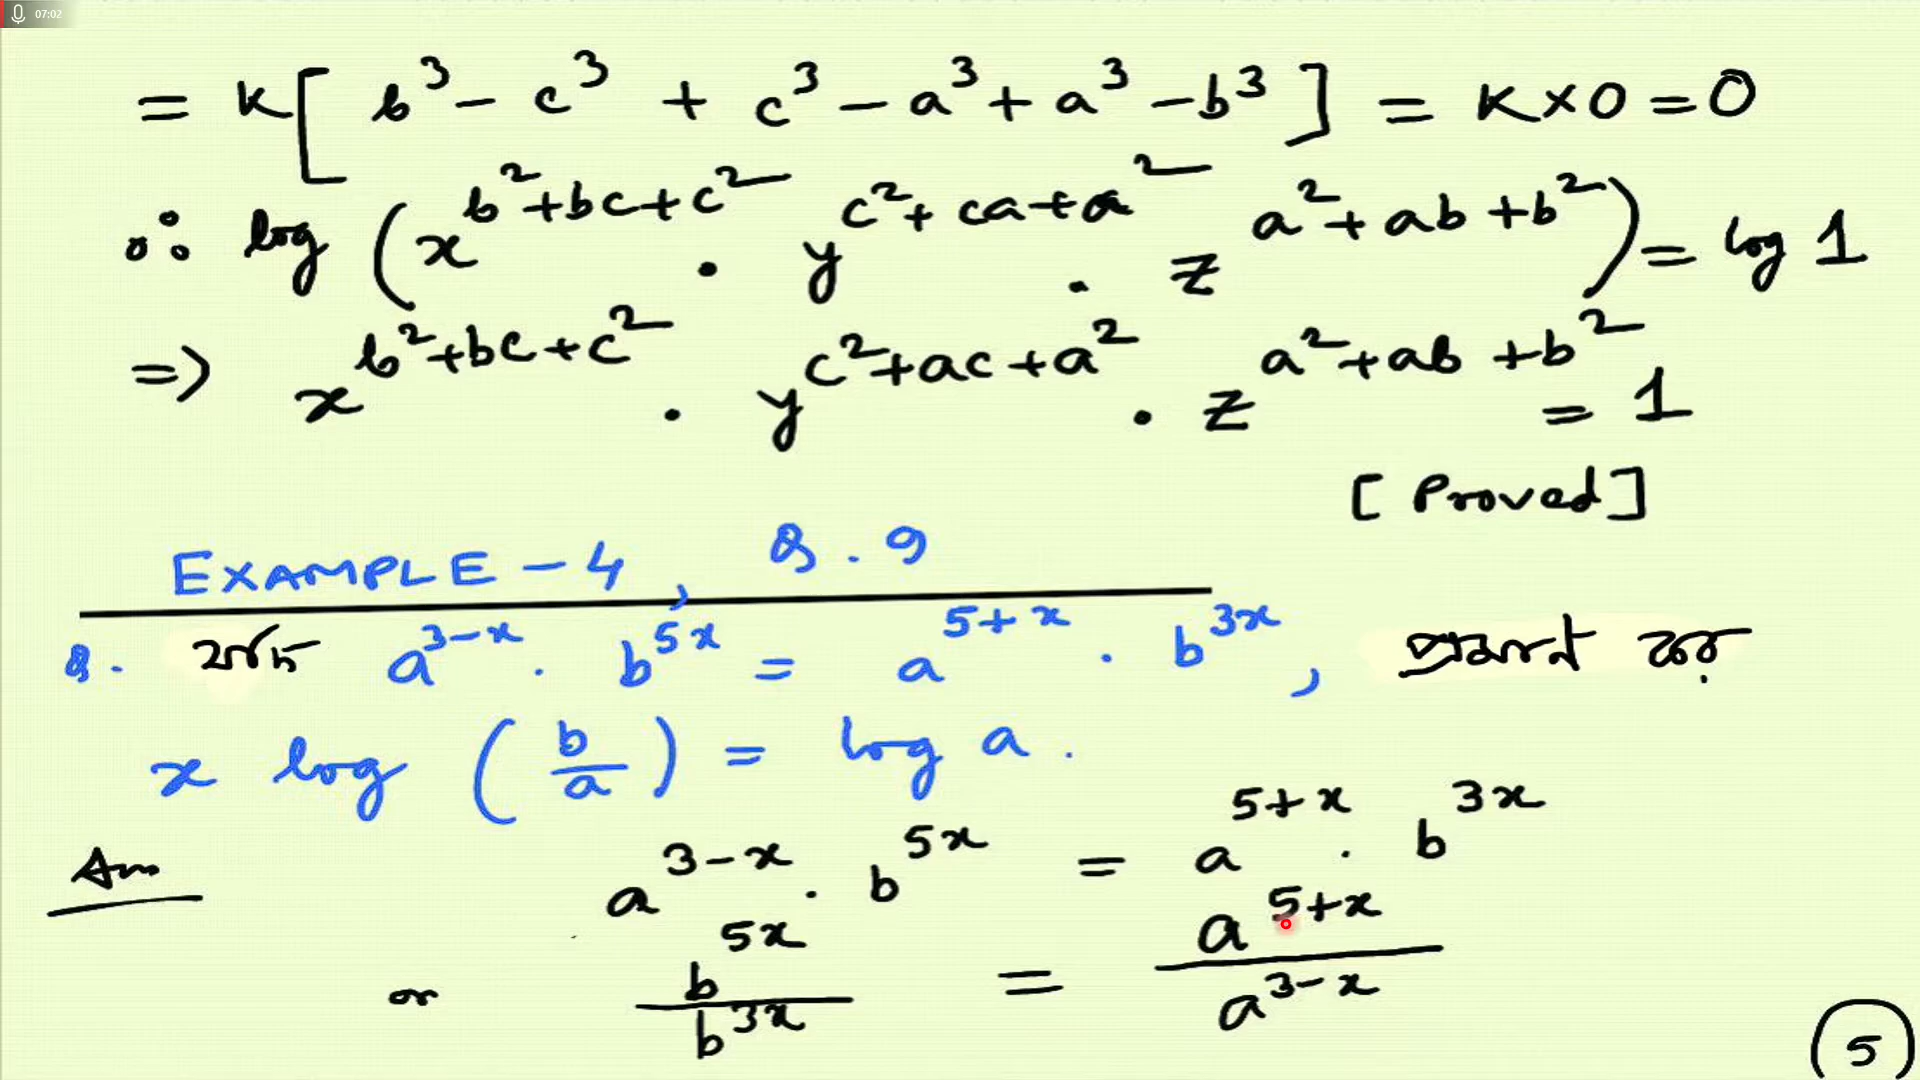 07:02
= K [ b³ - c³ + c³ - a³ + a³ - b³ ] = K × 0 = 0
∴ log ( x^{b²+bc+c²} · y^{c²+ca+a²} · z^{a²+ab+b²} ) = log 1
=> x^{b²+bc+c²} · y^{c²+ac+a²} · z^{a²+ab+b²} = 1
[ Proved ]
EXAMPLE - 4, Q. 9
Q. যদি a^{3-x} · b^{5x} = a^{5+x} · b^{3x}, প্রমাণ কর
x log ( b/a ) = log a .
Ans a^{3-x} · b^{5x} = a^{5+x} · b^{3x}
or b^{5x} / b^{3x} = a^{5+x} / a^{3-x}
5